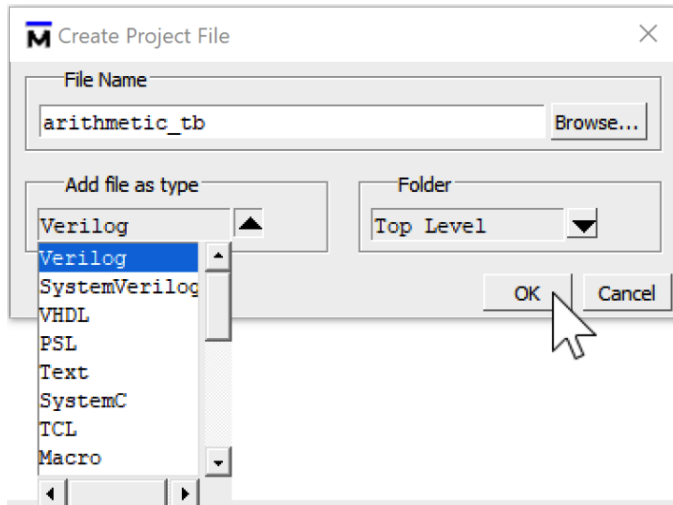 Create Project File
File Name
arithmetic_tb
Browse...
Add file as type
Folder
Verilog
Top Level
Verilog
SystemVerilog
VHDL
PSL
Text
SystemC
TCL
Macro
OK
Cancel